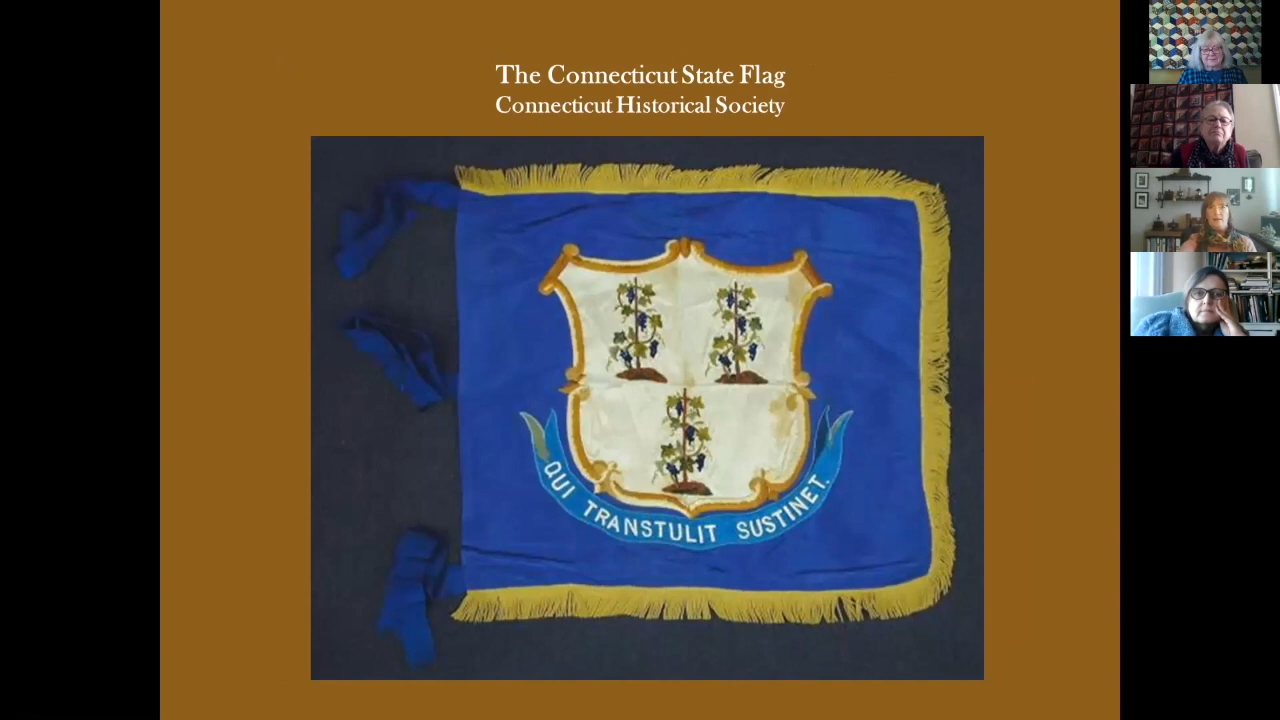 The Connecticut State Flag
Connecticut Historical Society
QUI TRANSTULIT SUSTINET.